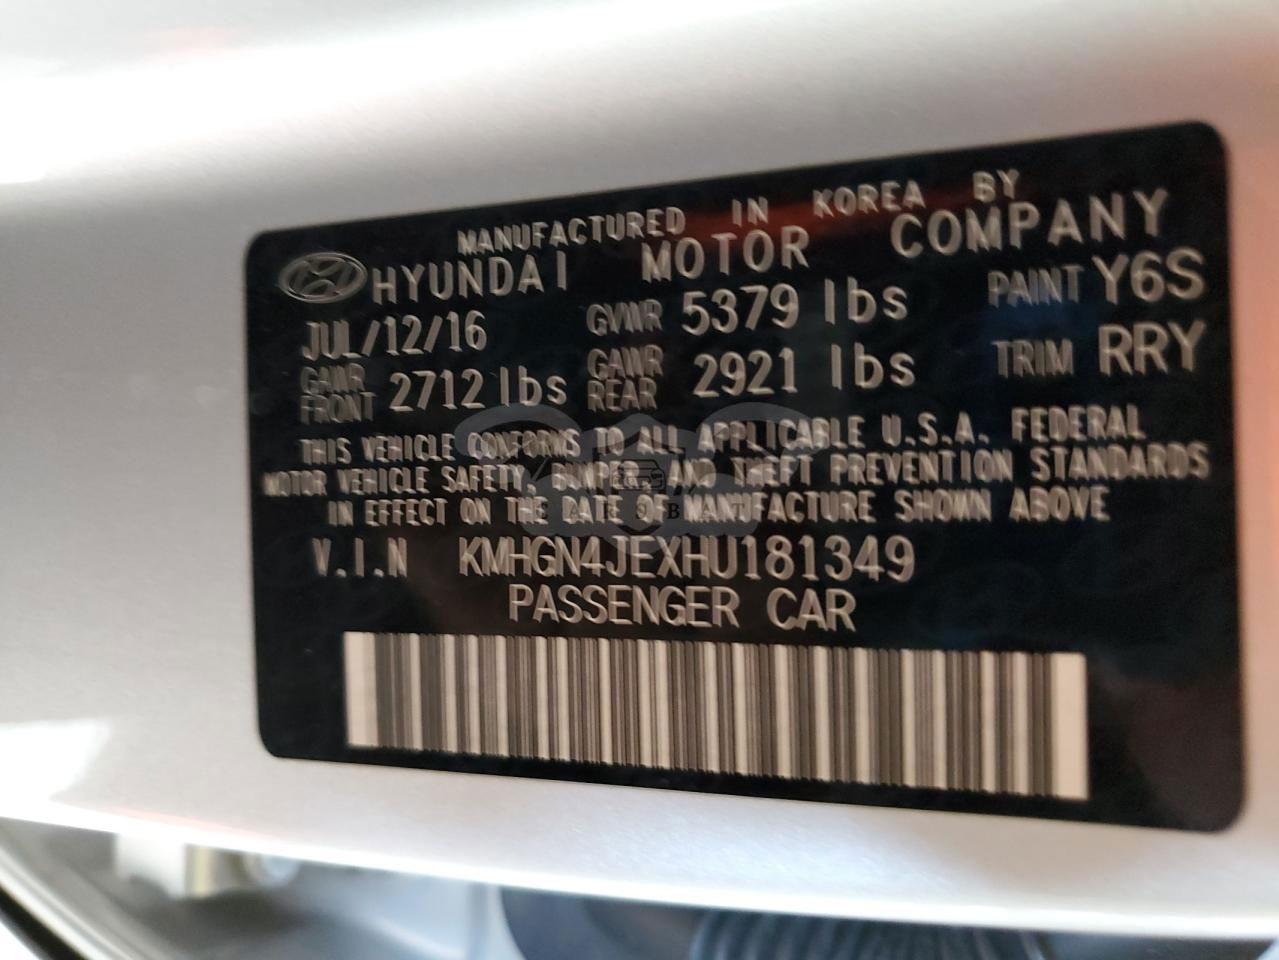 MANUFACTURED IN KOREA BY
HYUNDAI MOTOR COMPANY
JUL/12/16 GVWR 5379 lbs PAINT Y6S
GAWR FRONT 2712 lbs GAWR REAR 2921 lbs TRIM RRY
THIS VEHICLE CONFORMS TO ALL APPLICABLE U.S.A. FEDERAL
MOTOR VEHICLE SAFETY, BUMPER, AND THEFT PREVENTION STANDARDS
IN EFFECT ON THE DATE OF MANUFACTURE SHOWN ABOVE
V.I.N KMHGN4JEXHU181349
PASSENGER CAR